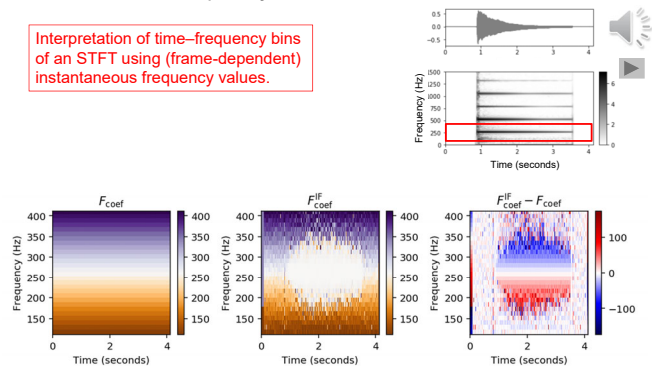 Interpretation of time–frequency bins
of an STFT using (frame-dependent)
instantaneous frequency values.
0.5
0.0
−0.5
0 1 2 3 4
Frequency (Hz)
1500
1250
1000
750
500
250
0
0 1 2 3 4
Time (seconds)
6
4
2
0
F_coef
Frequency (Hz)
400
350
300
250
200
150
0 2 4
Time (seconds)
400
350
300
250
200
150
F^IF_coef
Frequency (Hz)
400
350
300
250
200
150
0 2 4
Time (seconds)
400
350
300
250
200
150
F^IF_coef − F_coef
Frequency (Hz)
400
350
300
250
200
150
0 2 4
Time (seconds)
100
0
−100